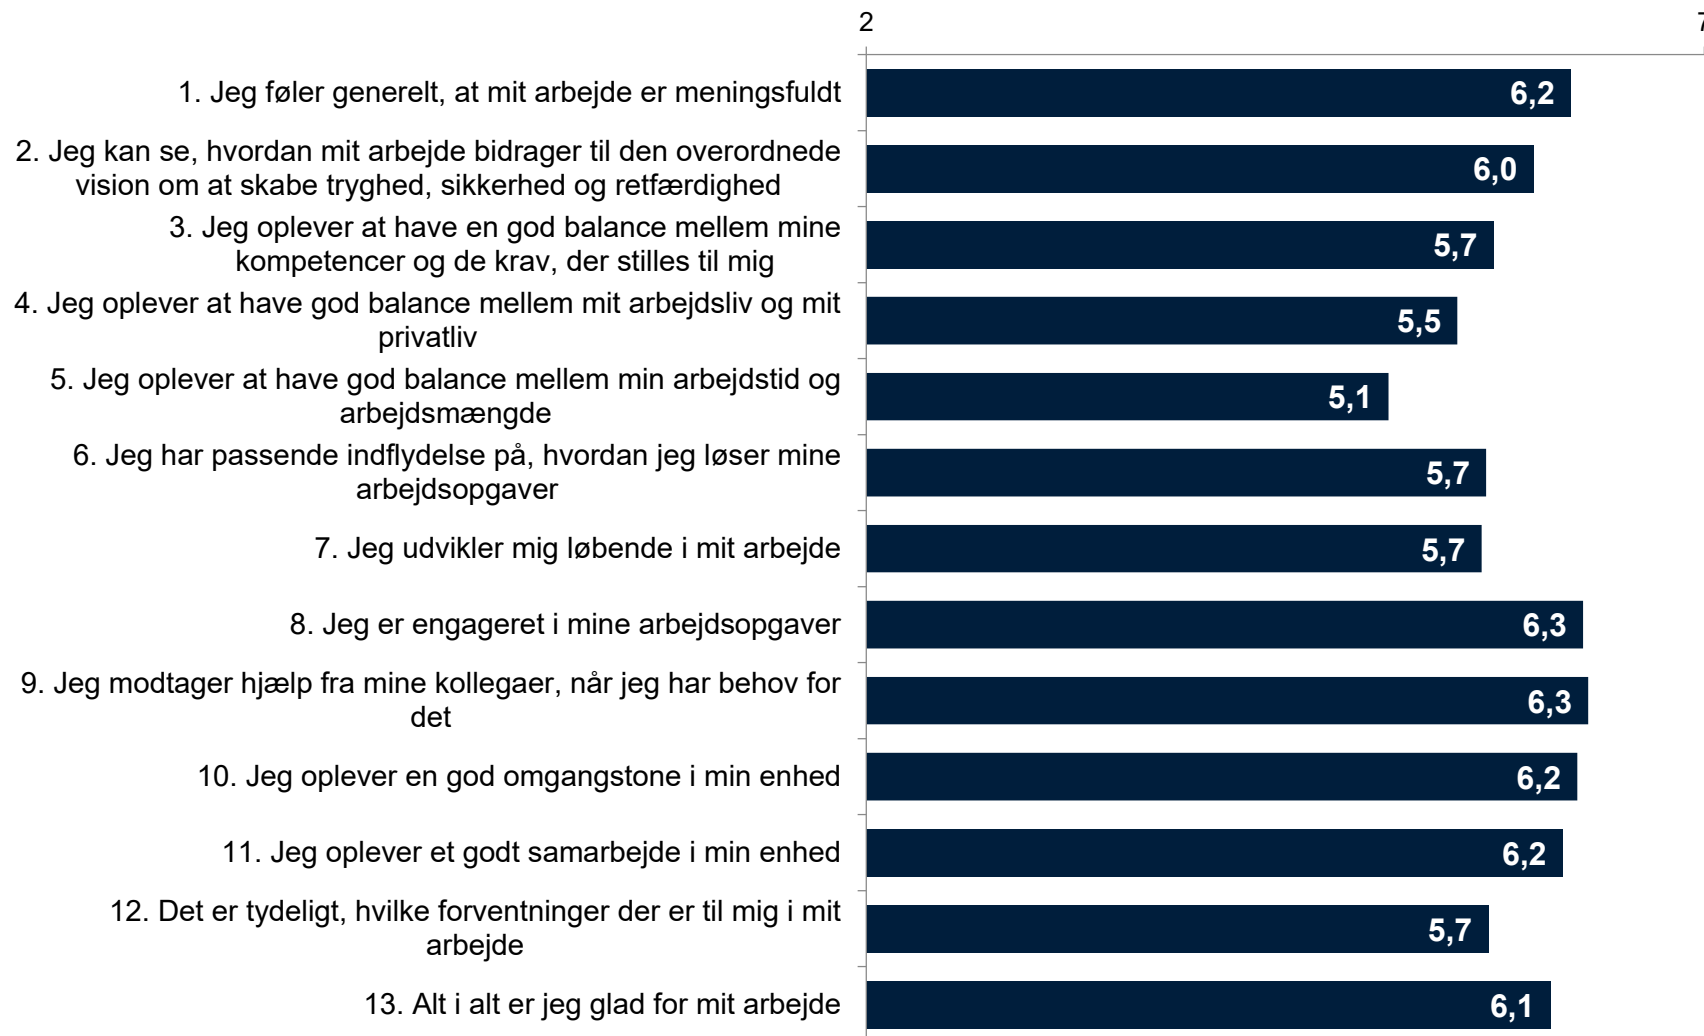 2
7
1. Jeg føler generelt, at mit arbejde er meningsfuldt
6,2
2. Jeg kan se, hvordan mit arbejde bidrager til den overordnede
vision om at skabe tryghed, sikkerhed og retfærdighed
6,0
3. Jeg oplever at have en god balance mellem mine
kompetencer og de krav, der stilles til mig
5,7
4. Jeg oplever at have god balance mellem mit arbejdsliv og mit
privatliv
5,5
5. Jeg oplever at have god balance mellem min arbejdstid og
arbejdsmængde
5,1
6. Jeg har passende indflydelse på, hvordan jeg løser mine
arbejdsopgaver
5,7
7. Jeg udvikler mig løbende i mit arbejde
5,7
8. Jeg er engageret i mine arbejdsopgaver
6,3
9. Jeg modtager hjælp fra mine kollegaer, når jeg har behov for
det
6,3
10. Jeg oplever en god omgangstone i min enhed
6,2
11. Jeg oplever et godt samarbejde i min enhed
6,2
12. Det er tydeligt, hvilke forventninger der er til mig i mit
arbejde
5,7
13. Alt i alt er jeg glad for mit arbejde
6,1